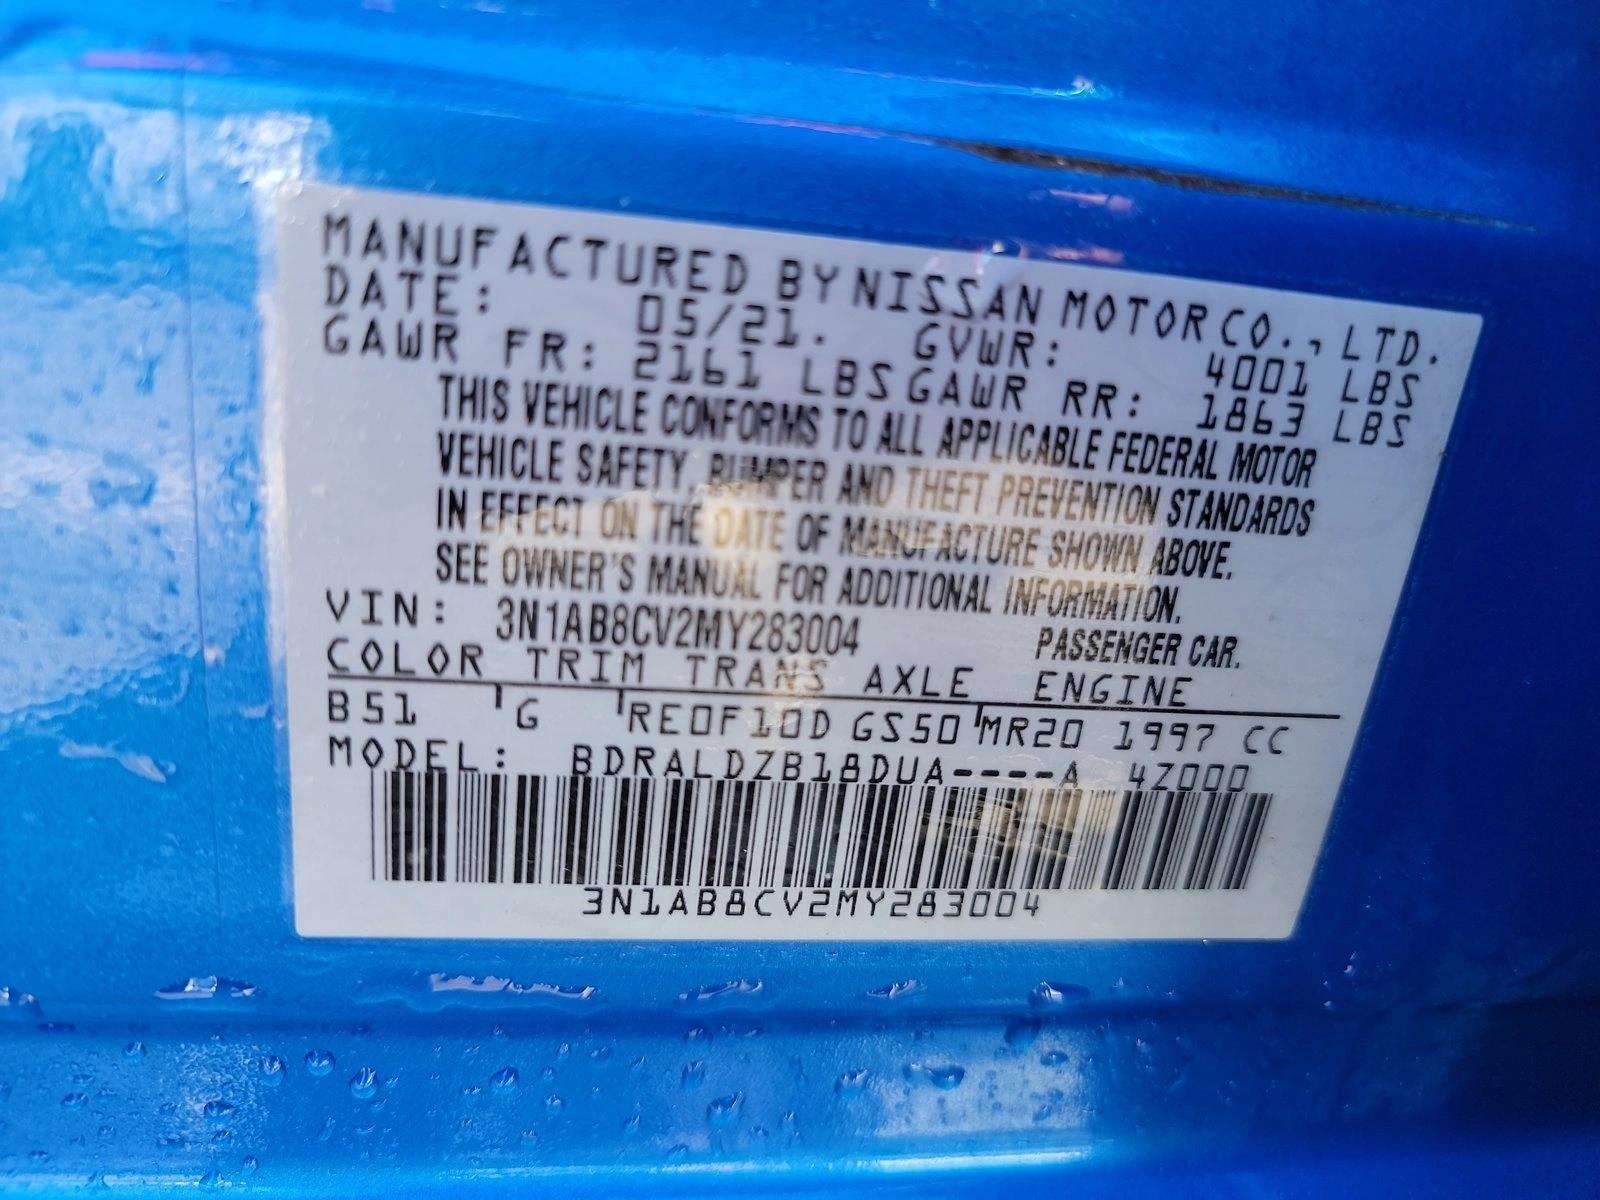 MANUFACTURED BY NISSAN MOTOR CO., LTD.
DATE: 05/21. GVWR: 4001 LBS
GAWR FR: 2161 LBS GAWR RR: 1863 LBS
THIS VEHICLE CONFORMS TO ALL APPLICABLE FEDERAL MOTOR
VEHICLE SAFETY, BUMPER AND THEFT PREVENTION STANDARDS
IN EFFECT ON THE DATE OF MANUFACTURE SHOWN ABOVE.
SEE OWNER'S MANUAL FOR ADDITIONAL INFORMATION.
VIN: 3N1AB8CV2MY283004 PASSENGER CAR.
COLOR TRIM TRANS AXLE ENGINE
B51 G RE0F10D GS50 MR20 1997 CC
MODEL: BDRALDZB18DUA----A 4Z000
3N1AB8CV2MY283004